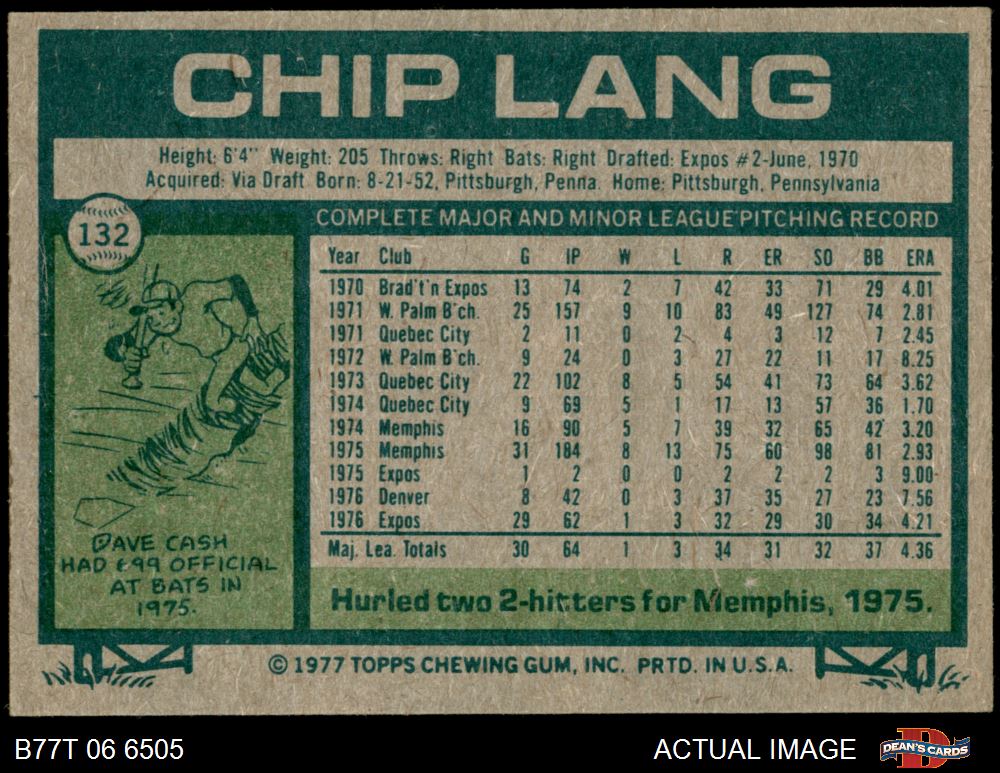 CHIP LANG
Height: 6'4" Weight: 205 Throws: Right Bats: Right Drafted: Expos #2-June, 1970
Acquired: Via Draft Born: 8-21-52, Pittsburgh, Penna. Home: Pittsburgh, Pennsylvania
132
COMPLETE MAJOR AND MINOR LEAGUE PITCHING RECORD
Year Club G IP W L R ER SO BB ERA
1970 Brad't'n Expos 13 74 2 7 42 33 71 29 4.01
1971 W. Palm B'ch. 25 157 9 10 83 49 127 74 2.81
1971 Quebec City 2 11 0 2 4 3 12 7 2.45
1972 W. Palm B'ch. 9 24 0 3 27 22 11 17 8.25
1973 Quebec City 22 102 8 5 54 41 73 64 3.62
1974 Quebec City 9 69 5 1 17 13 57 36 1.70
1974 Memphis 16 90 5 7 39 32 65 42 3.20
1975 Memphis 31 184 8 13 75 60 98 81 2.93
1975 Expos 1 2 0 0 2 2 2 3 9.00
1976 Denver 8 42 0 3 37 35 27 23 7.56
1976 Expos 29 62 1 3 32 29 30 34 4.21
Maj. Lea. Totals 30 64 1 3 34 31 32 37 4.36
DAVE CASH
HAD 699 OFFICIAL
AT BATS IN
1975.
Hurled two 2-hitters for Memphis, 1975.
© 1977 TOPPS CHEWING GUM, INC. PRTD. IN U.S.A.
B77T 06 6505
ACTUAL IMAGE
DEAN'S CARDS